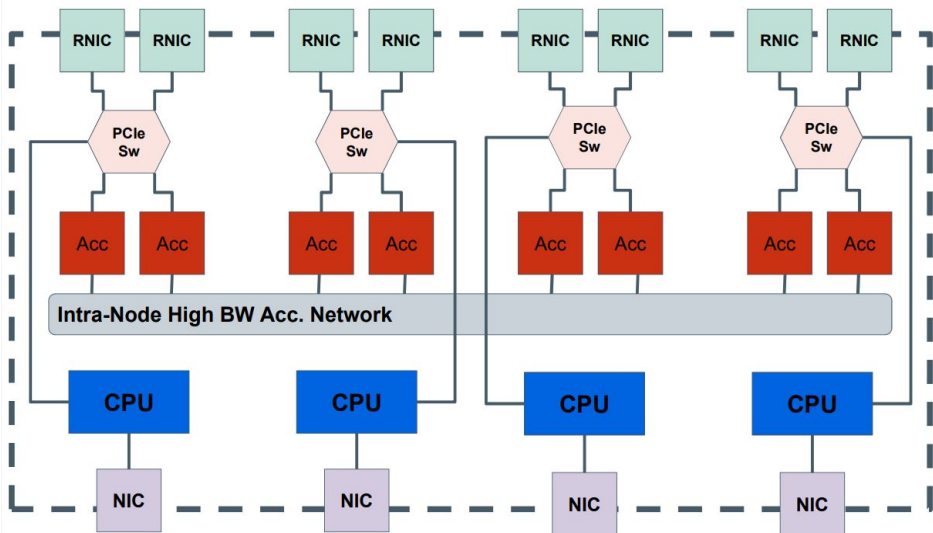 RNIC RNIC RNIC RNIC RNIC RNIC RNIC RNIC
PCIe PCIe PCIe PCIe
Sw Sw Sw Sw
Acc Acc Acc Acc Acc Acc Acc Acc
Intra-Node High BW Acc. Network
CPU CPU CPU CPU
NIC NIC NIC NIC